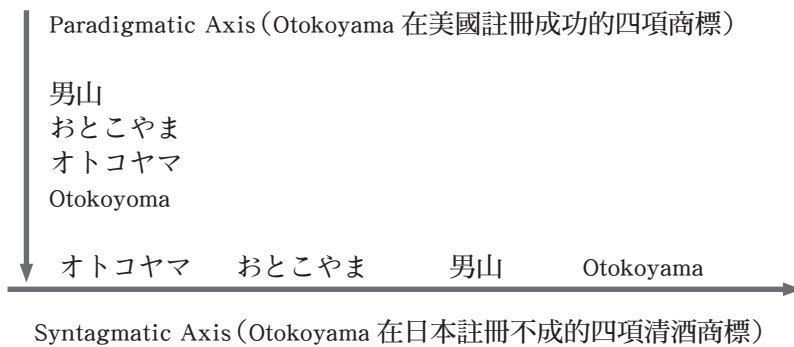 Paradigmatic Axis（Otokoyama 在美國註冊成功的四項商標）
男山
おとこやま
オトコヤマ
Otokoyoma
オトコヤマ おとこやま 男山 Otokoyama
Syntagmatic Axis（Otokoyama 在日本註冊不成的四項清酒商標）